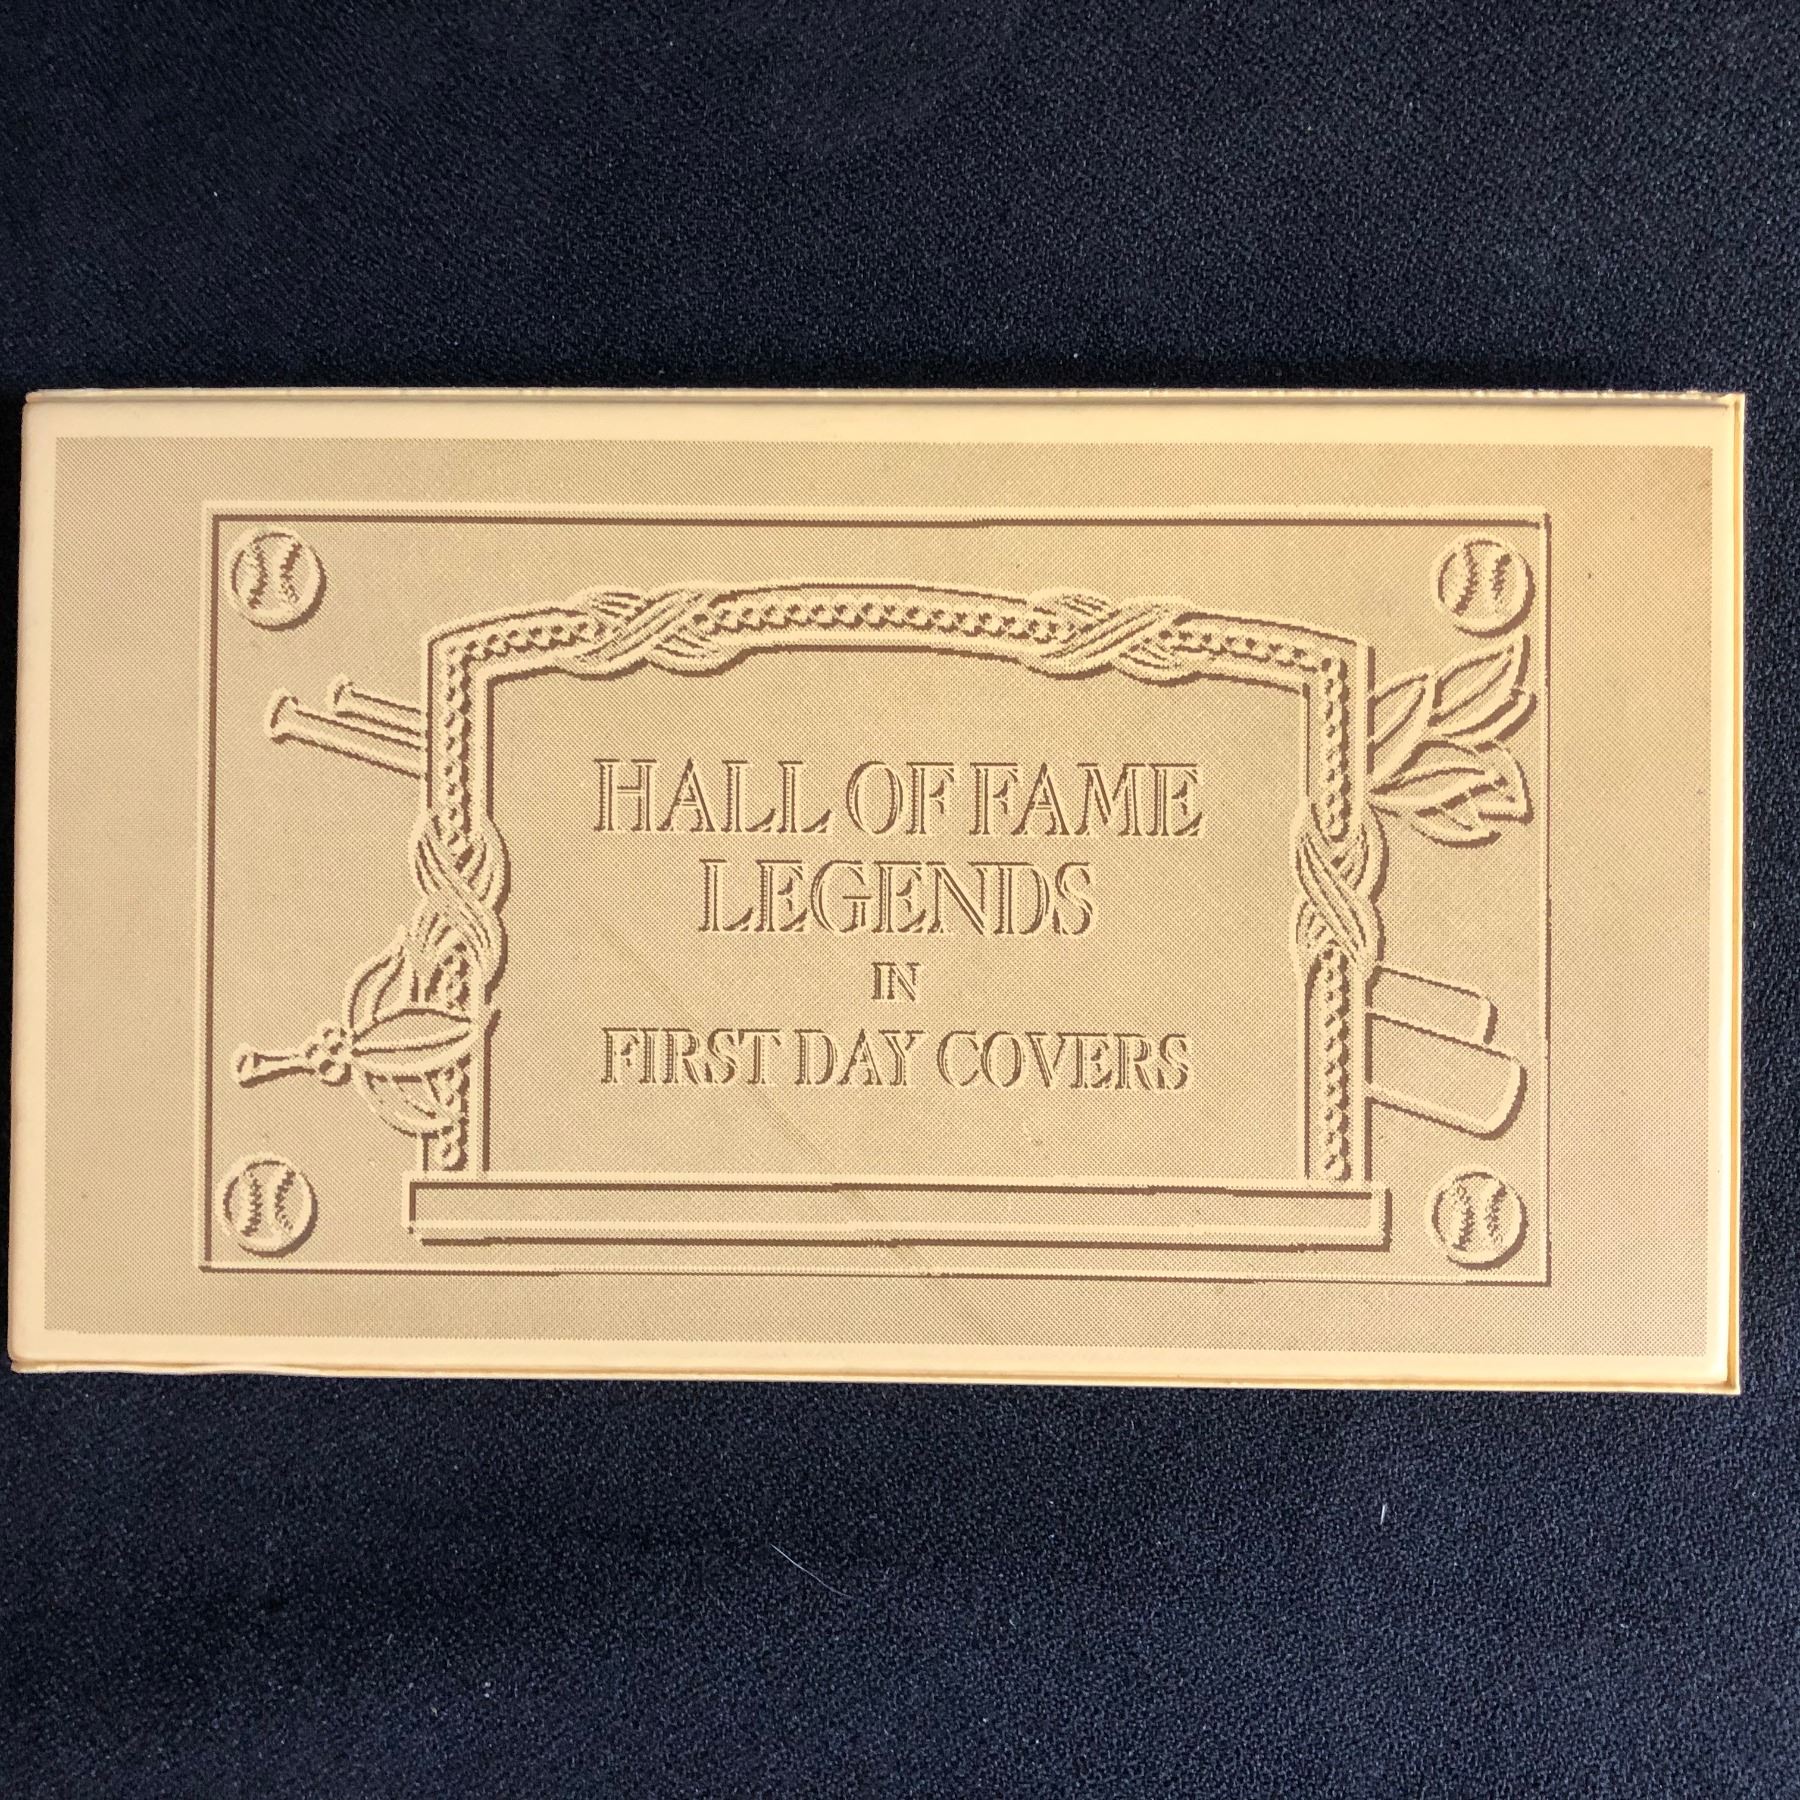 HALL OF FAME
LEGENDS
IN
FIRST DAY COVERS